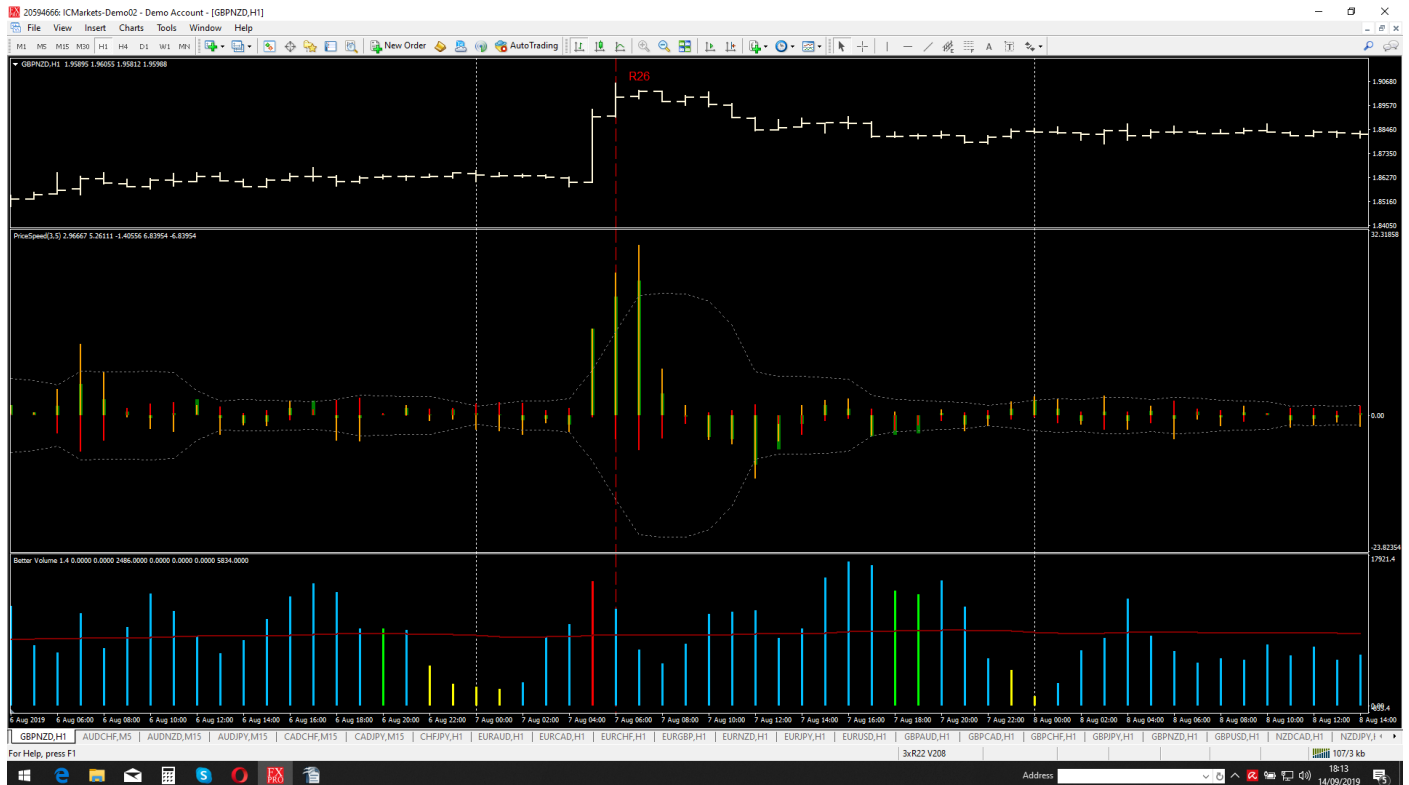 20594666: ICMarkets-Demo02 - Demo Account - [GBPNZD,H1]
File View Insert Charts Tools Window Help
M1 M5 M15 M30 H1 H4 D1 W1 MN New Order AutoTrading A T
GBPNZD,H1 1.95895 1.96055 1.95812 1.95988
R26
1.90680
1.89570
1.88460
1.87350
1.86270
1.85160
1.84050
PriceSpeed(3,5) 2.96667 5.26111 -1.40556 6.83954 -6.83954
32.31858
0.00
-23.82354
Better Volume 1.4 0.0000 0.0000 2486.0000 0.0000 0.0000 0.0000 5834.0000
17921.4
6 Aug 2019 6 Aug 06:00 6 Aug 08:00 6 Aug 10:00 6 Aug 12:00 6 Aug 14:00 6 Aug 16:00 6 Aug 18:00 6 Aug 20:00 6 Aug 22:00 7 Aug 00:00 7 Aug 02:00 7 Aug 04:00 7 Aug 06:00 7 Aug 08:00 7 Aug 10:00 7 Aug 12:00 7 Aug 14:00 7 Aug 16:00 7 Aug 18:00 7 Aug 20:00 7 Aug 22:00 8 Aug 00:00 8 Aug 02:00 8 Aug 04:00 8 Aug 06:00 8 Aug 08:00 8 Aug 10:00 8 Aug 12:00 8 Aug 14:00
GBPNZD,H1 AUDCHF,M5 AUDNZD,M15 AUDJPY,M15 CADCHF,M15 CADJPY,M15 CHFJPY,H1 EURAUD,H1 EURCAD,H1 EURCHF,H1 EURGBP,H1 EURNZD,H1 EURJPY,H1 EURUSD,H1 GBPAUD,H1 GBPCAD,H1 GBPCHF,H1 GBPJPY,H1 GBPNZD,H1 GBPUSD,H1 NZDCAD,H1
For Help, press F1 3xR22 V208 107/3 kb
FX PRO Address 18:13
14/09/2019